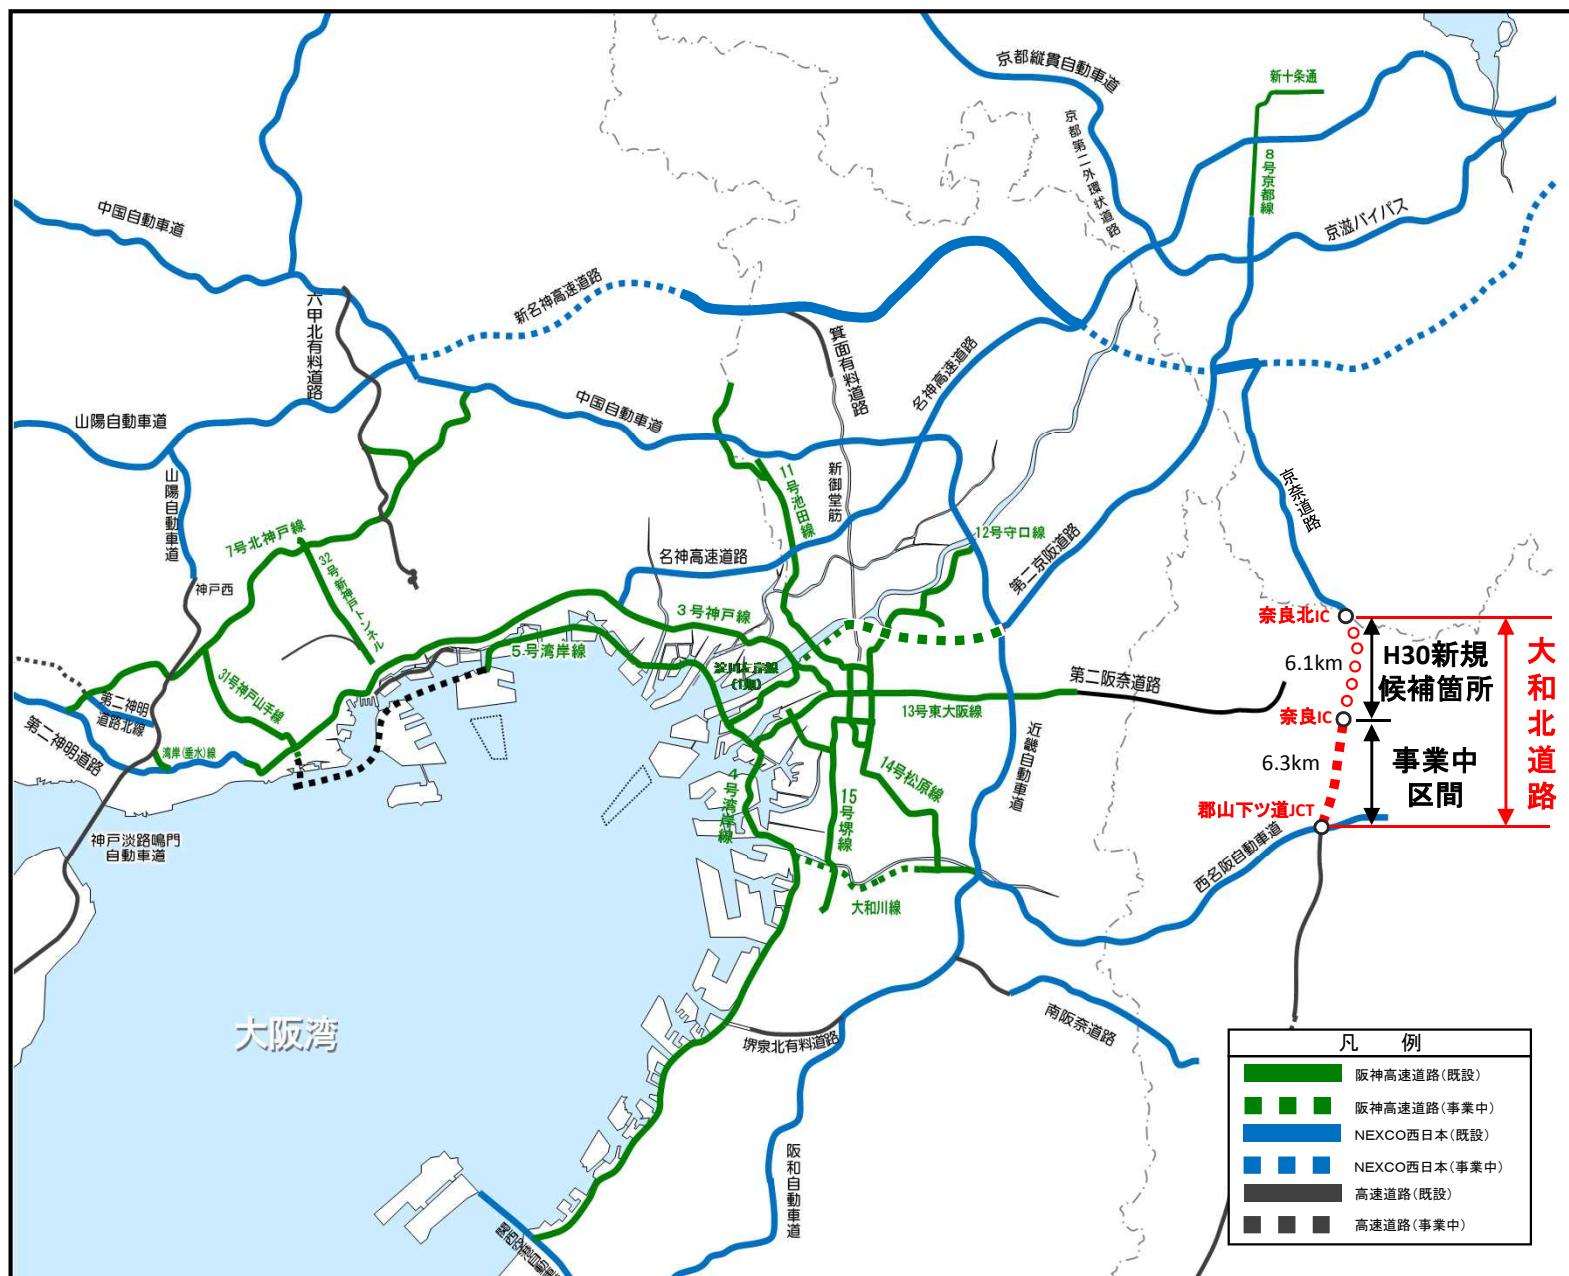 京都縦貫自動車道
新十条通
京都第二外環状道路
8号京都線
京滋バイパス
中国自動車道
新名神高速道路
六甲北有料道路
箕面有料道路
名神高速道路
中国自動車道
山陽自動車道
山陽自動車道
11号池田線
新御堂筋
京奈道路
7号北神戸線
32号新神戸トンネル
名神高速道路
12号守口線
第二京阪道路
神戸西
3号神戸線
5号湾岸線
淀川左岸線
(1期)
31号神戸山手線
第二神明
道路北線
第二神明道路
湾岸(垂水)線
13号東大阪線
第二阪奈道路
近畿自動車道
14号松原線
4号湾岸線
15号堺線
奈良北IC
6.1km
H30新規
候補箇所
奈良IC
6.3km
事業中
区間
大和北道路
郡山下ツ道JCT
西名阪自動車道
神戸淡路鳴門
自動車道
大和川線
大阪湾
堺泉北有料道路
南阪奈道路
阪和自動車道
凡 例
阪神高速道路(既設)
阪神高速道路(事業中)
NEXCO西日本(既設)
NEXCO西日本(事業中)
高速道路(既設)
高速道路(事業中)